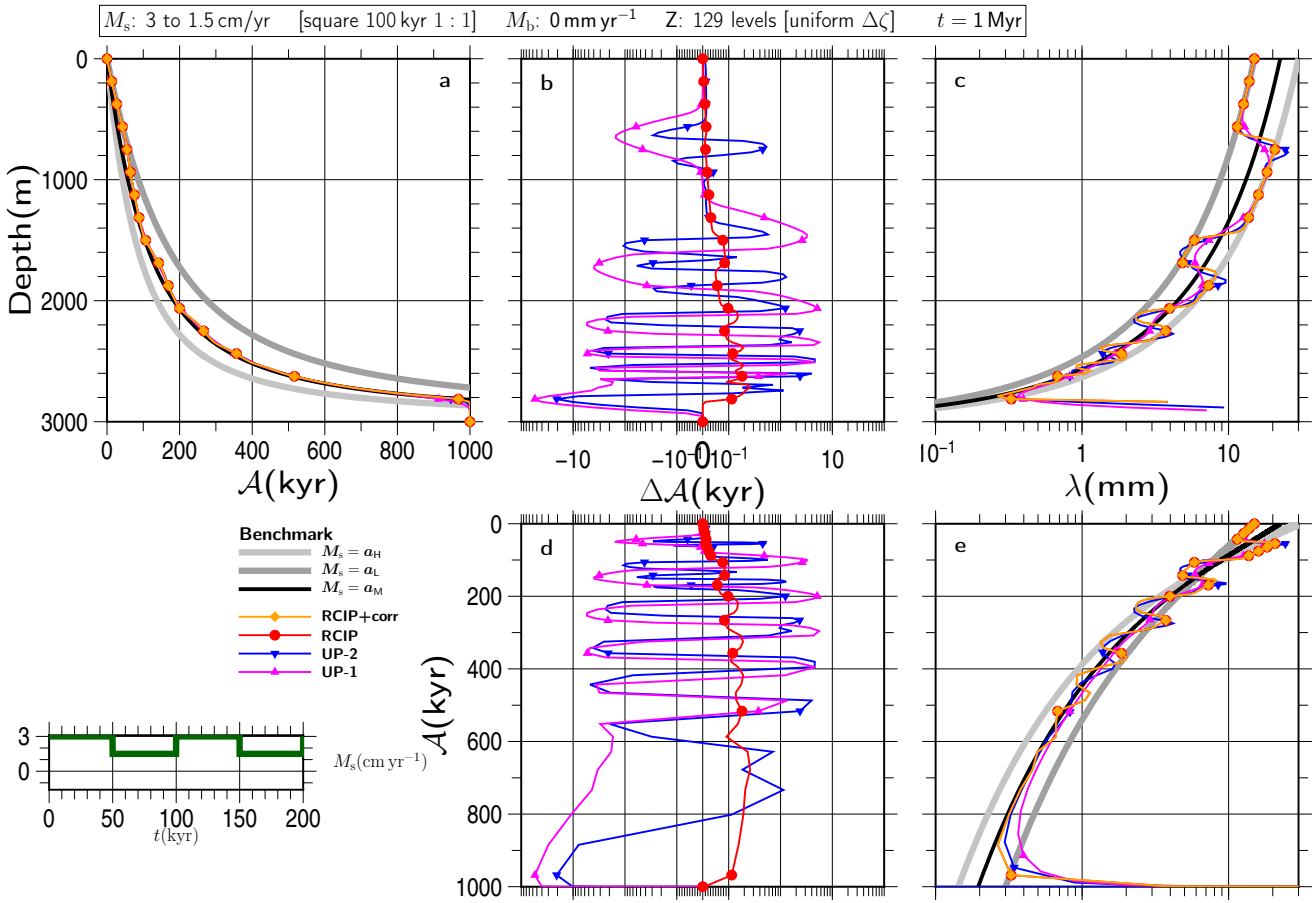 Mₛ: 3 to 1.5 cm/yr [square 100 kyr 1 : 1] M_b: 0 mm yr⁻¹ Z: 129 levels [uniform Δζ] t = 1 Myr
a
b
c
0
1000
2000
3000
Depth(m)
0 200 400 600 800 1000
𝒜(kyr)
−10 −10⁻¹ 0 10⁻¹ 10
Δ𝒜(kyr)
10⁻¹ 1 10
λ(mm)
Benchmark
Mₛ = a_H
Mₛ = a_L
Mₛ = a_M
RCIP+corr
RCIP
UP-2
UP-1
3
0
Mₛ(cm yr⁻¹)
0 50 100 150 200
t(kyr)
d
e
0
200
400
600
800
1000
𝒜(kyr)